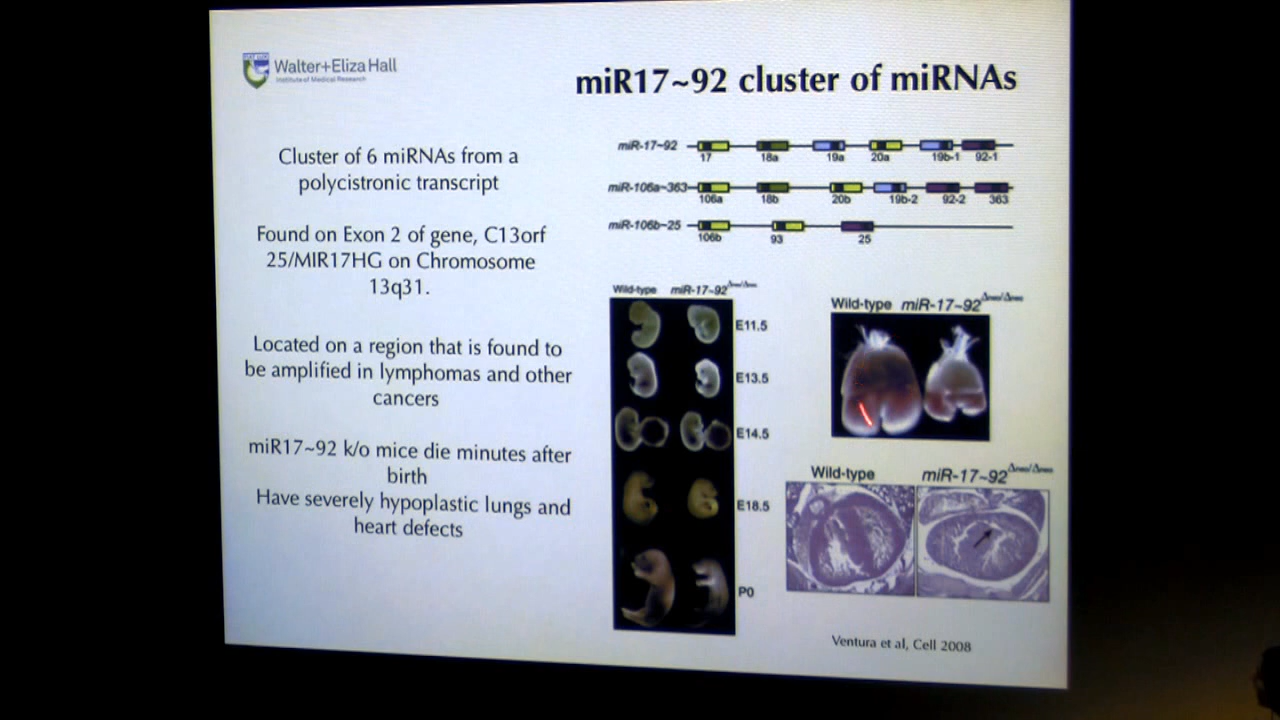 Walter+Eliza Hall
Institute of Medical Research
miR17~92 cluster of miRNAs
Cluster of 6 miRNAs from a
polycistronic transcript
Found on Exon 2 of gene, C13orf
25/MIR17HG on Chromosome
13q31.
Located on a region that is found to
be amplified in lymphomas and other
cancers
miR17~92 k/o mice die minutes after
birth
Have severely hypoplastic lungs and
heart defects
miR-17~92
17 18a 19a 20a 19b-1 92-1
miR-106a~363
106a 18b 20b 19b-2 92-2 363
miR-106b~25
106b 93 25
Wild-type miR-17~92
E11.5
E13.5
E14.5
E18.5
P0
Wild-type miR-17~92
Wild-type miR-17~92
Ventura et al, Cell 2008